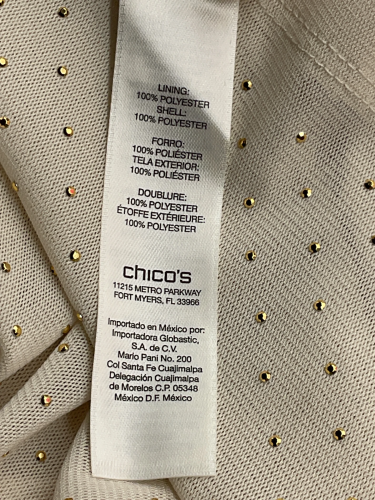 LINING:
100% POLYESTER
SHELL:
100% POLYESTER
FORRO:
100% POLIÉSTER
TELA EXTERIOR:
100% POLIÉSTER
DOUBLURE:
100% POLYESTER
ÉTOFFE EXTÉRIEURE:
100% POLYESTER
chico's
11215 METRO PARKWAY
FORT MYERS, FL 33966
Importado en México por:
Importadora Globastic,
S.A. de C.V.
Mario Pani No. 200
Col Santa Fe Cuajimalpa
Delegación Cuajimalpa
de Morelos C.P. 05348
México D.F. México